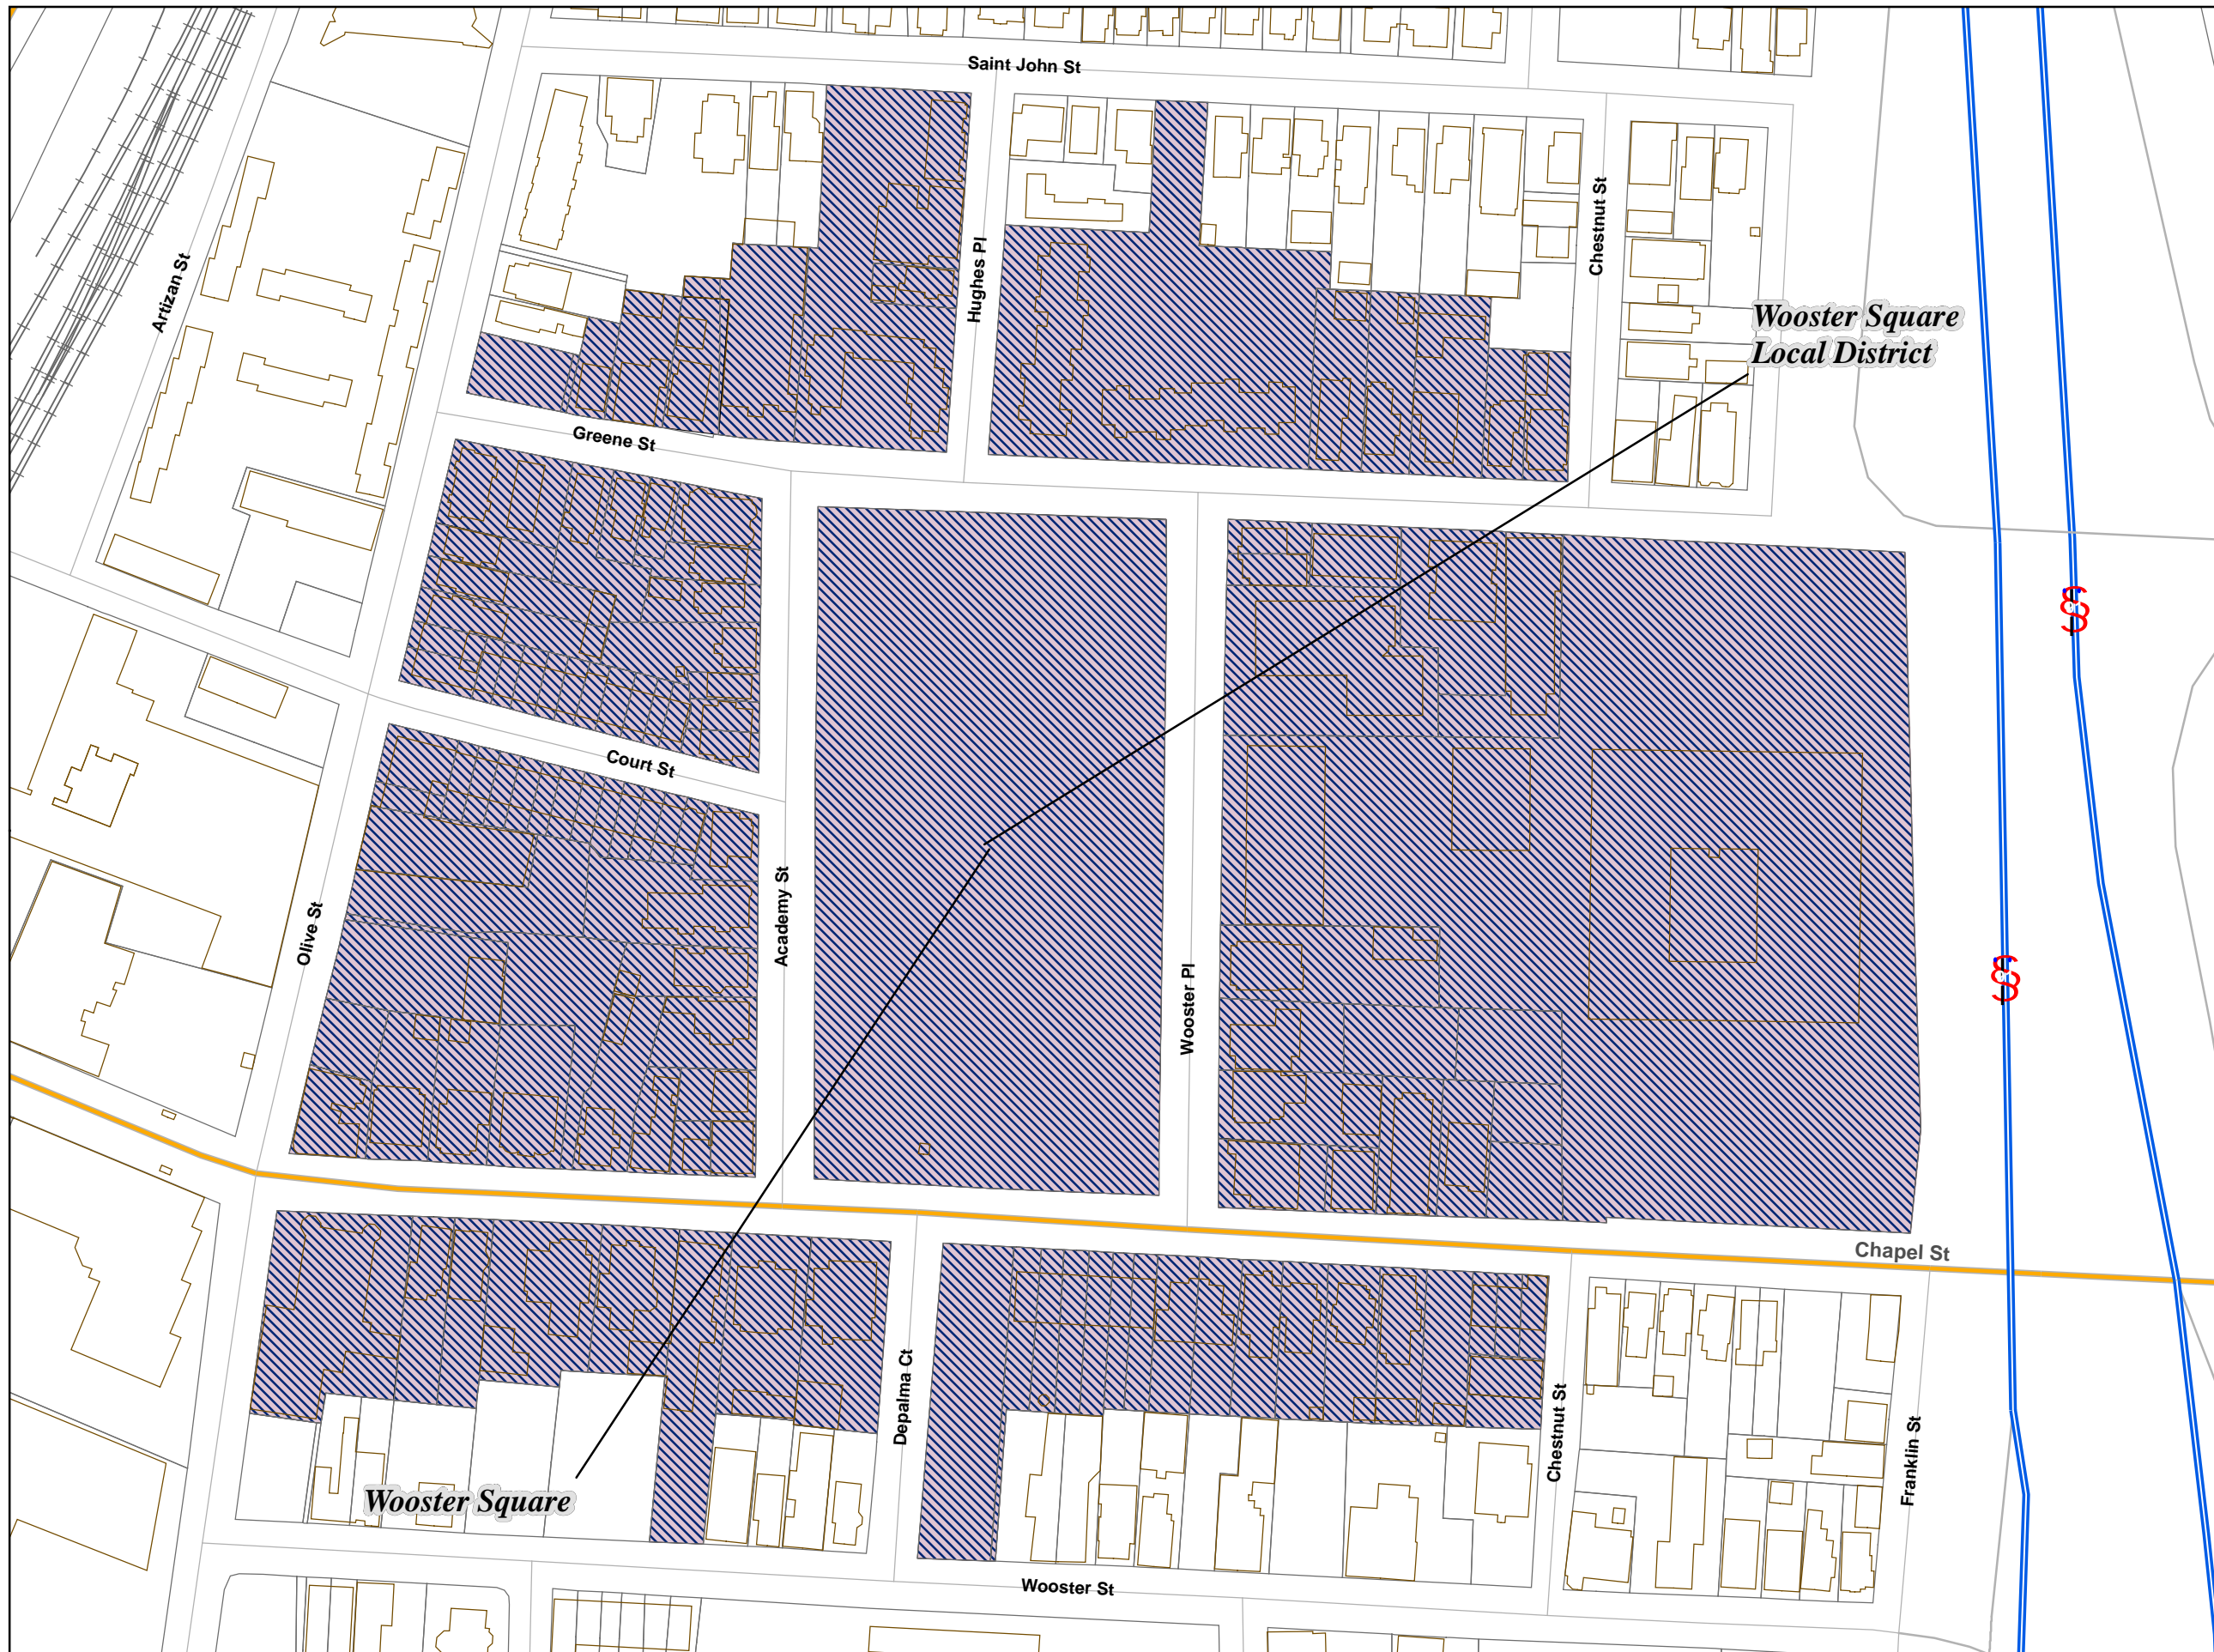 Saint John St
Artizan St
Hughes Pl
Chestnut St
Wooster Square
Local District
Greene St
Court St
Olive St
Academy St
Wooster Pl
Chapel St
Depalma Ct
Chestnut St
Franklin St
Wooster Square
Wooster St